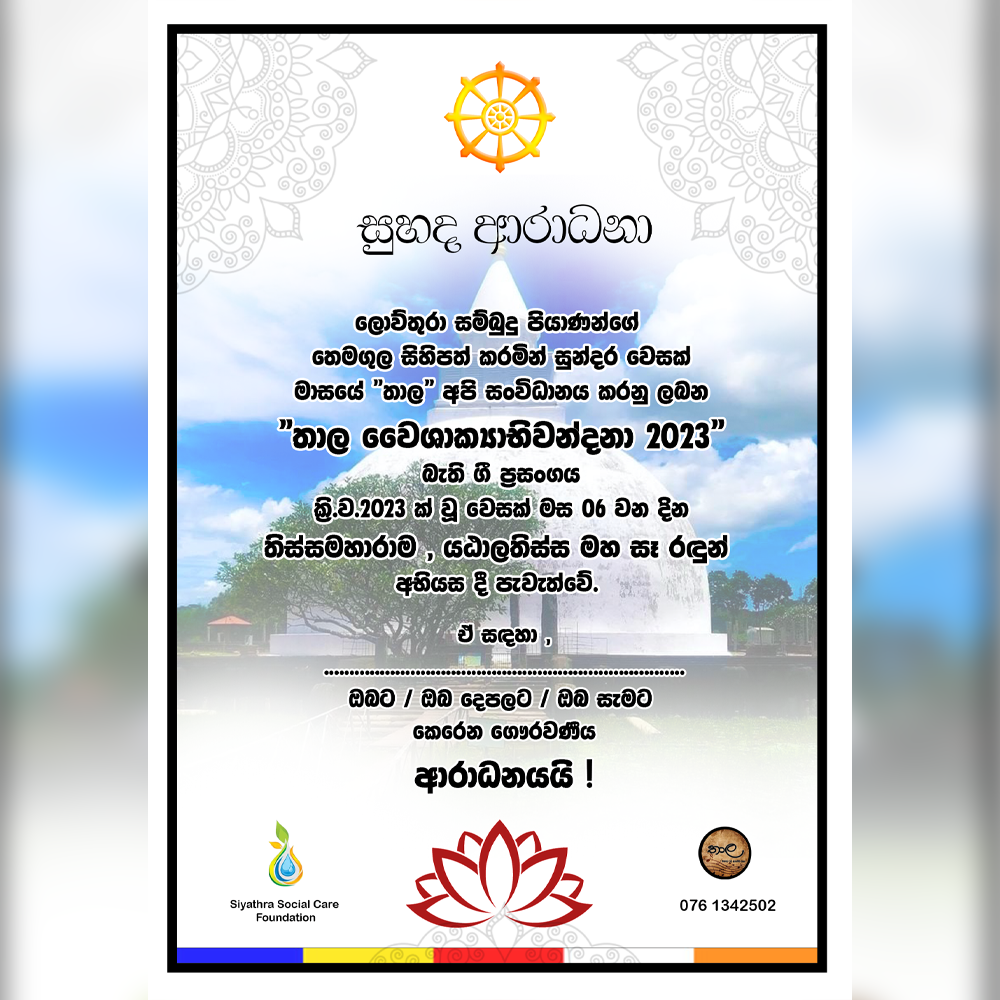 සුහද ආරාධනා
ලොව්තුරා සම්බුදු පියාණන්ගේ
තෙමගුල සිහිපත් කරමින් සුන්දර වෙසක්
මාසයේ ”තාල” අපි සංවිධානය කරනු ලබන
”තාල වෛශාක්‍යාභිවන්දනා 2023”
බැති ගී ප්‍රසංගය
ක්‍රි.ව.2023 ක් වූ වෙසක් මස 06 වන දින
තිස්සමහාරාම , යඨාලතිස්ස මහ සෑ රඳුන්
අභියස දී පැවැත්වේ.
ඒ සඳහා ,
................................................................................
ඔබට / ඔබ දෙපලට / ඔබ සැමට
කෙරෙන ගෞරවණීය
ආරාධනයයි !
තාල
Siyathra Social Care
Foundation
076 1342502